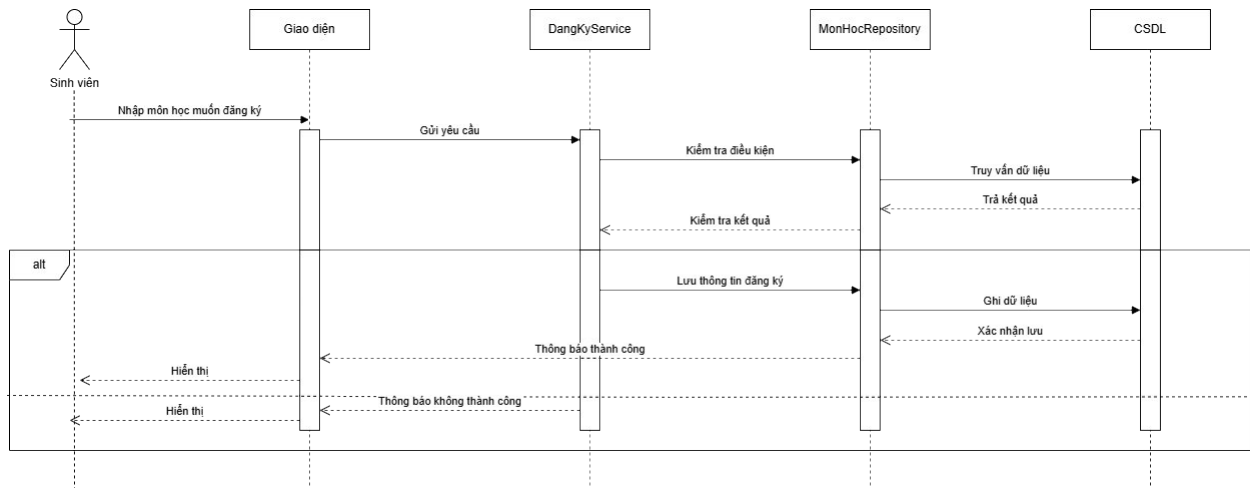 Giao diện
DangKyService
MonHocRepository
CSDL
Sinh viên
Nhập môn học muốn đăng ký
Gửi yêu cầu
Kiểm tra điều kiện
Truy vấn dữ liệu
Trả kết quả
Kiểm tra kết quả
alt
Lưu thông tin đăng ký
Ghi dữ liệu
Xác nhận lưu
Thông báo thành công
Hiển thị
Thông báo không thành công
Hiển thị